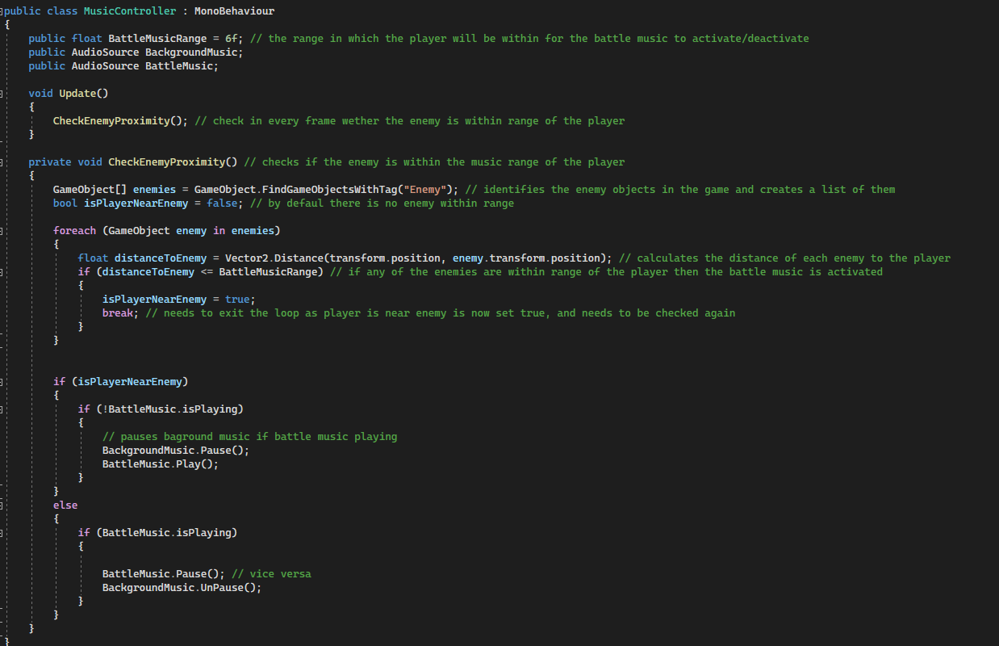 public class MusicController : MonoBehaviour
{
    public float BattleMusicRange = 6f; // the range in which the player will be within for the battle music to activate/deactivate
    public AudioSource BackgroundMusic;
    public AudioSource BattleMusic;

    void Update()
    {
        CheckEnemyProximity(); // check in every frame wether the enemy is within range of the player
    }

    private void CheckEnemyProximity() // checks if the enemy is within the music range of the player
    {
        GameObject[] enemies = GameObject.FindGameObjectsWithTag("Enemy"); // identifies the enemy objects in the game and creates a list of them
        bool isPlayerNearEnemy = false; // by defaul there is no enemy within range

        foreach (GameObject enemy in enemies)
        {
            float distanceToEnemy = Vector2.Distance(transform.position, enemy.transform.position); // calculates the distance of each enemy to the player
            if (distanceToEnemy <= BattleMusicRange) // if any of the enemies are within range of the player then the battle music is activated
            {
                isPlayerNearEnemy = true;
                break; // needs to exit the loop as player is near enemy is now set true, and needs to be checked again
            }
        }


        if (isPlayerNearEnemy)
        {
            if (!BattleMusic.isPlaying)
            {
                // pauses baground music if battle music playing
                BackgroundMusic.Pause();
                BattleMusic.Play();
            }
        }
        else
        {
            if (BattleMusic.isPlaying)
            {

                BattleMusic.Pause(); // vice versa
                BackgroundMusic.UnPause();
            }
        }
    }
}